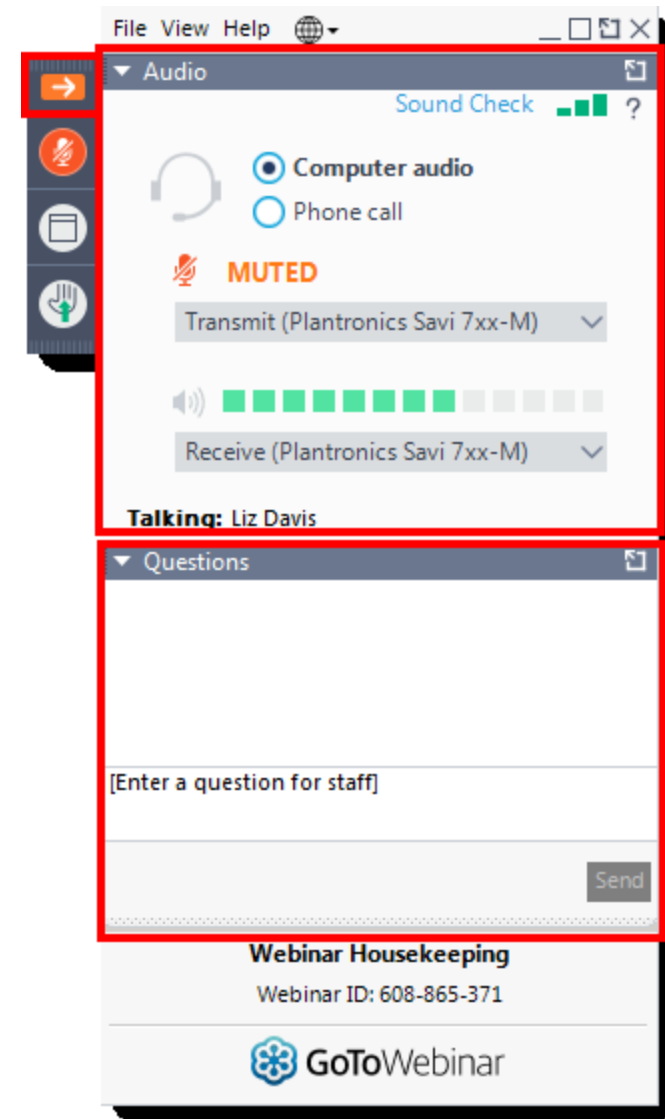 File View Help
Audio
Sound Check ?
Computer audio
Phone call
MUTED
Transmit (Plantronics Savi 7xx-M)
Receive (Plantronics Savi 7xx-M)
Talking: Liz Davis
Questions
[Enter a question for staff]
Send
Webinar Housekeeping
Webinar ID: 608-865-371
GoToWebinar